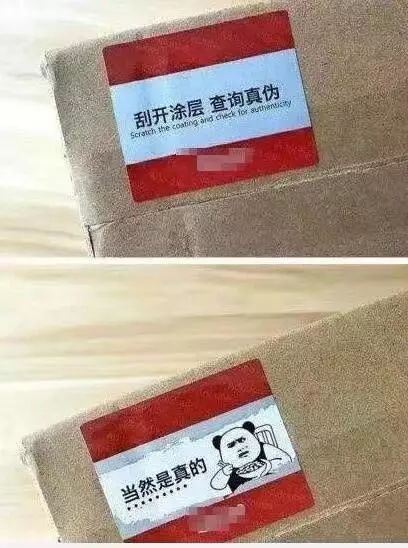 刮开涂层 查询真伪
Scratch the coating and check for authenticity
当然是真的